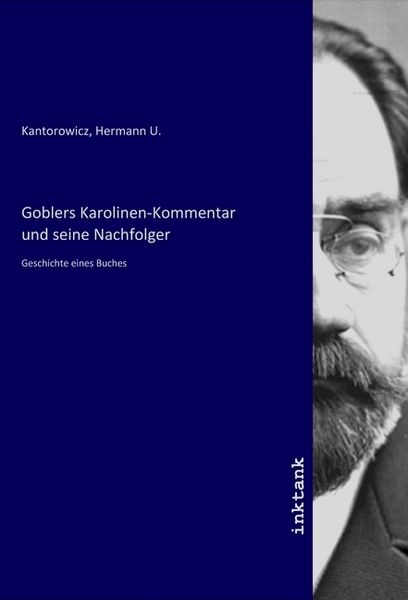 Kantorowicz, Hermann U.
Goblers Karolinen-Kommentar
und seine Nachfolger
Geschichte eines Buches
inktank